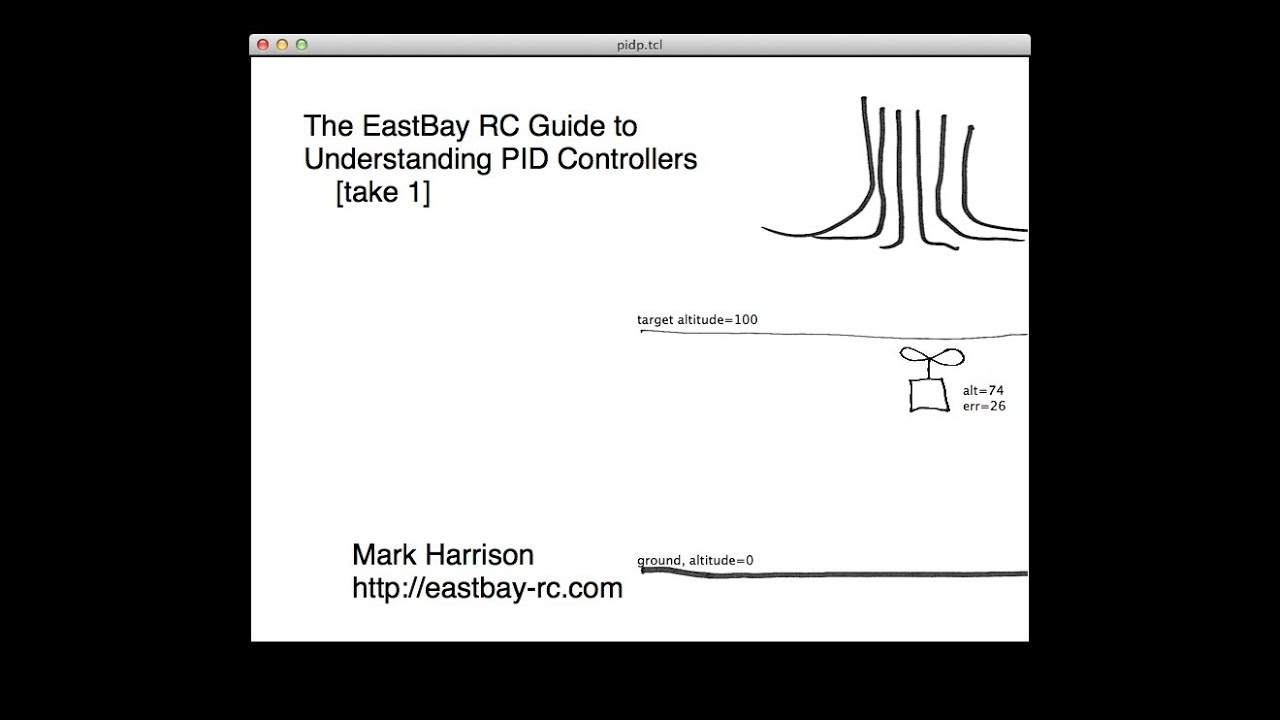 pidp.tcl
The EastBay RC Guide to
Understanding PID Controllers
[take 1]
target altitude=100
alt=74
err=26
ground, altitude=0
Mark Harrison
http://eastbay-rc.com